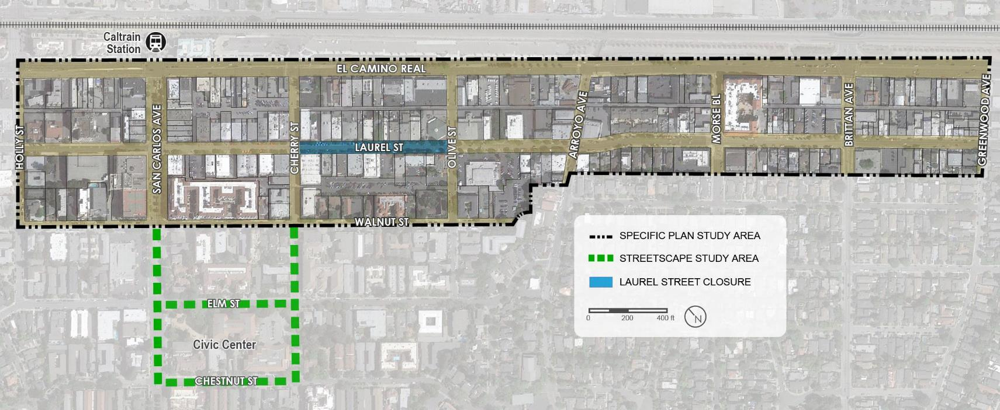 Caltrain
Station
EL CAMINO REAL
HOLLY ST
SAN CARLOS AVE
CHERRY ST
LAUREL ST
OLIVE ST
ARROYO AVE
MORSE BL
BRITTAN AVE
GREENWOOD AVE
WALNUT ST
SPECIFIC PLAN STUDY AREA
STREETSCAPE STUDY AREA
LAUREL STREET CLOSURE
0 200 400 ft
N
ELM ST
Civic Center
CHESTNUT ST